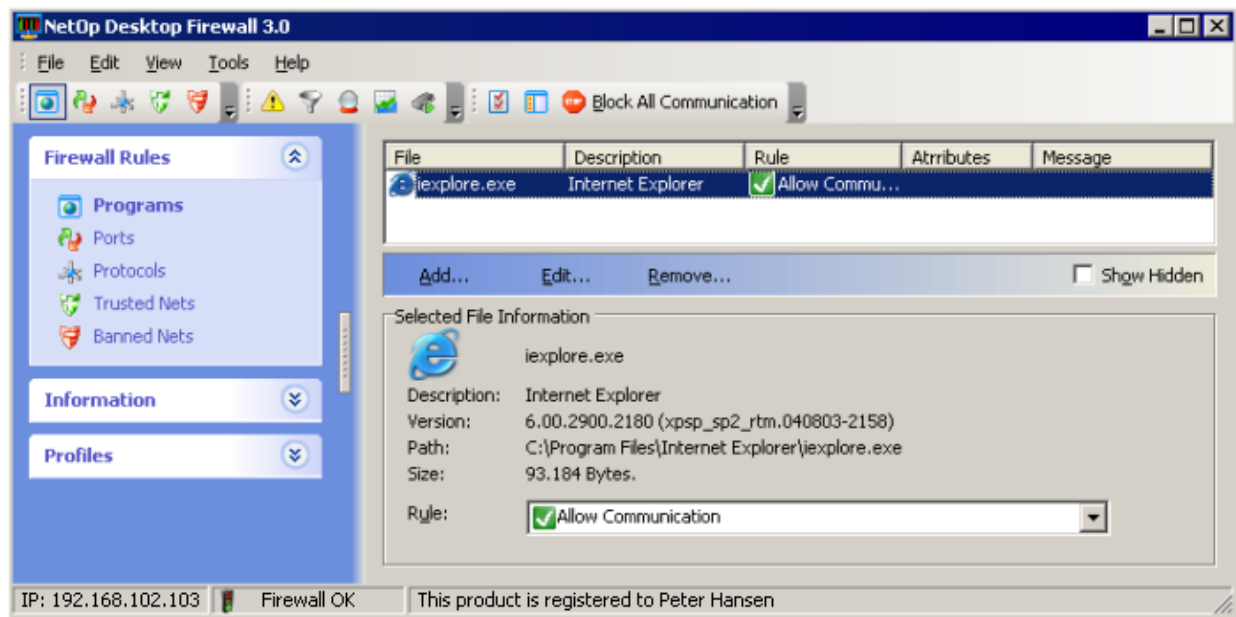 NetOp Desktop Firewall 3.0
File Edit View Tools Help
Block All Communication
Firewall Rules
Programs
Ports
Protocols
Trusted Nets
Banned Nets
Information
Profiles
File Description Rule Atrributes Message
iexplore.exe Internet Explorer Allow Commu...
Add... Edit... Remove... Show Hidden
Selected File Information
iexplore.exe
Description: Internet Explorer
Version: 6.00.2900.2180 (xpsp_sp2_rtm.040803-2158)
Path: C:\Program Files\Internet Explorer\iexplore.exe
Size: 93.184 Bytes.
Rule: Allow Communication
IP: 192.168.102.103 Firewall OK This product is registered to Peter Hansen